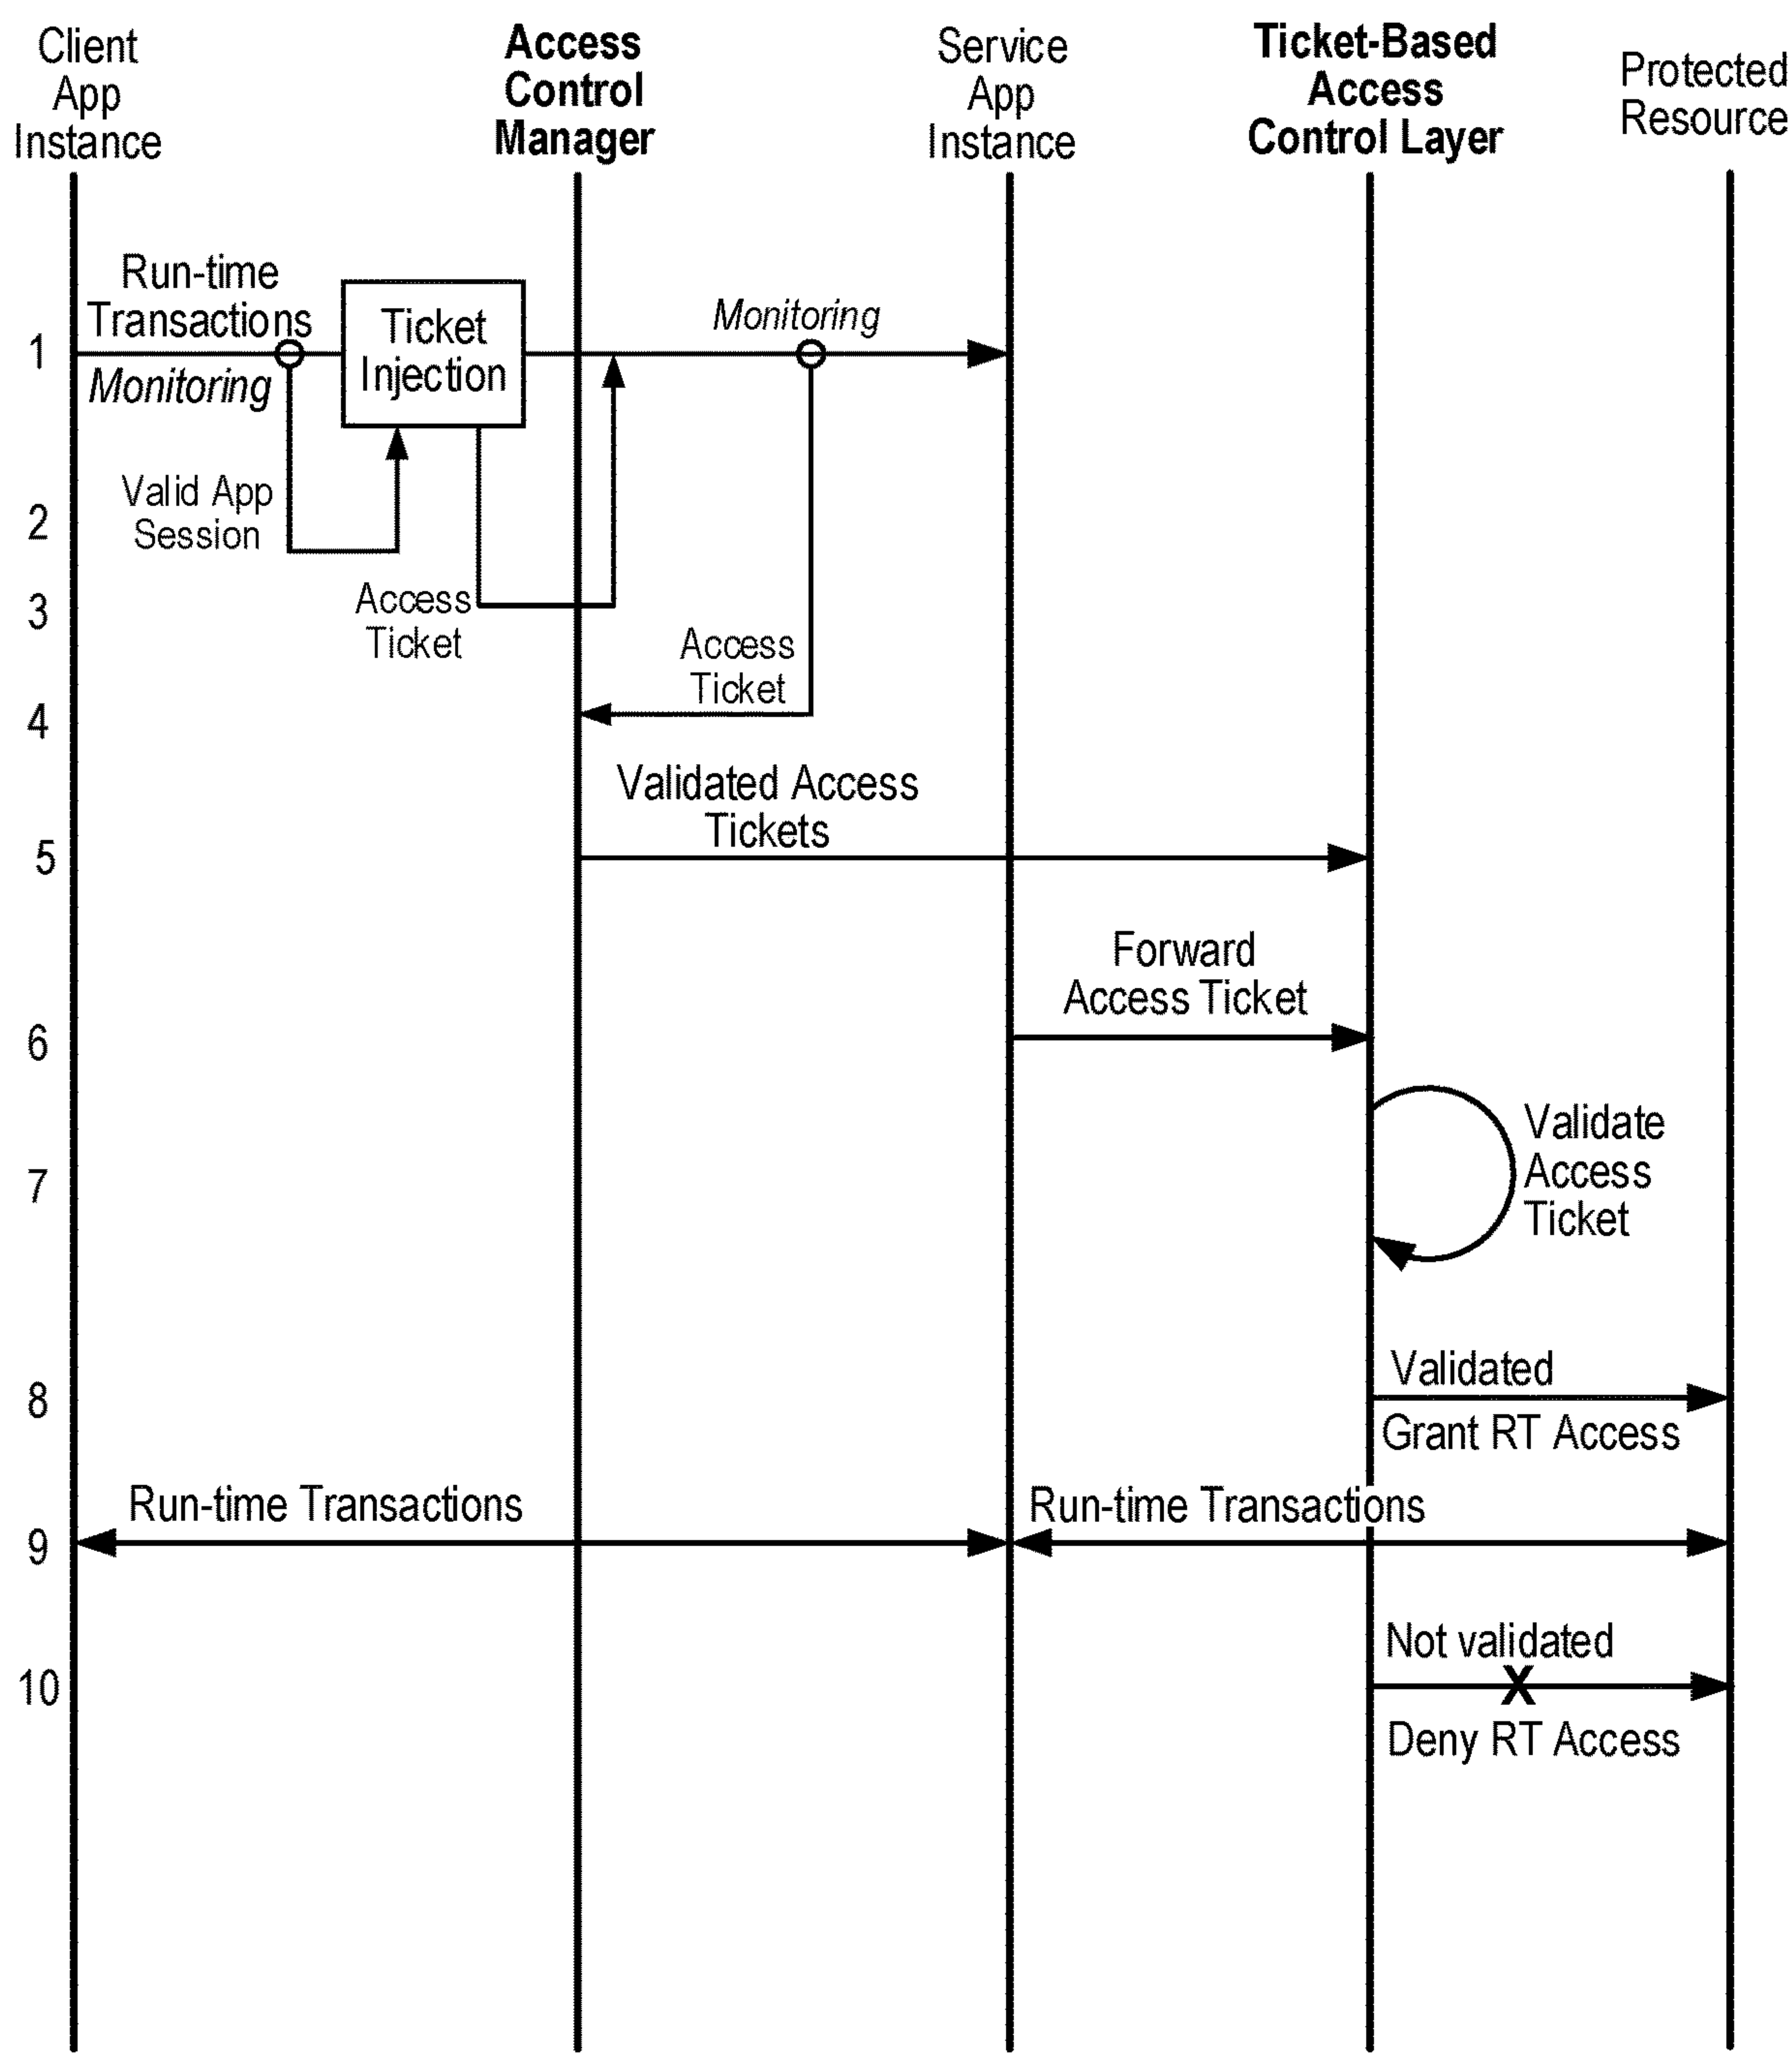 Client
App
Instance
Access
Control
Manager
Service
App
Instance
Ticket-Based
Access
Control Layer
Protected
Resource
Run-time
Transactions
Monitoring
Ticket
Injection
Monitoring
1
Valid App
Session
2
Access
Ticket
3
Access
Ticket
4
Validated Access
Tickets
5
Forward
Access Ticket
6
Validate
Access
Ticket
7
Validated
Grant RT Access
8
Run-time Transactions
Run-time Transactions
9
Not validated
X
Deny RT Access
10